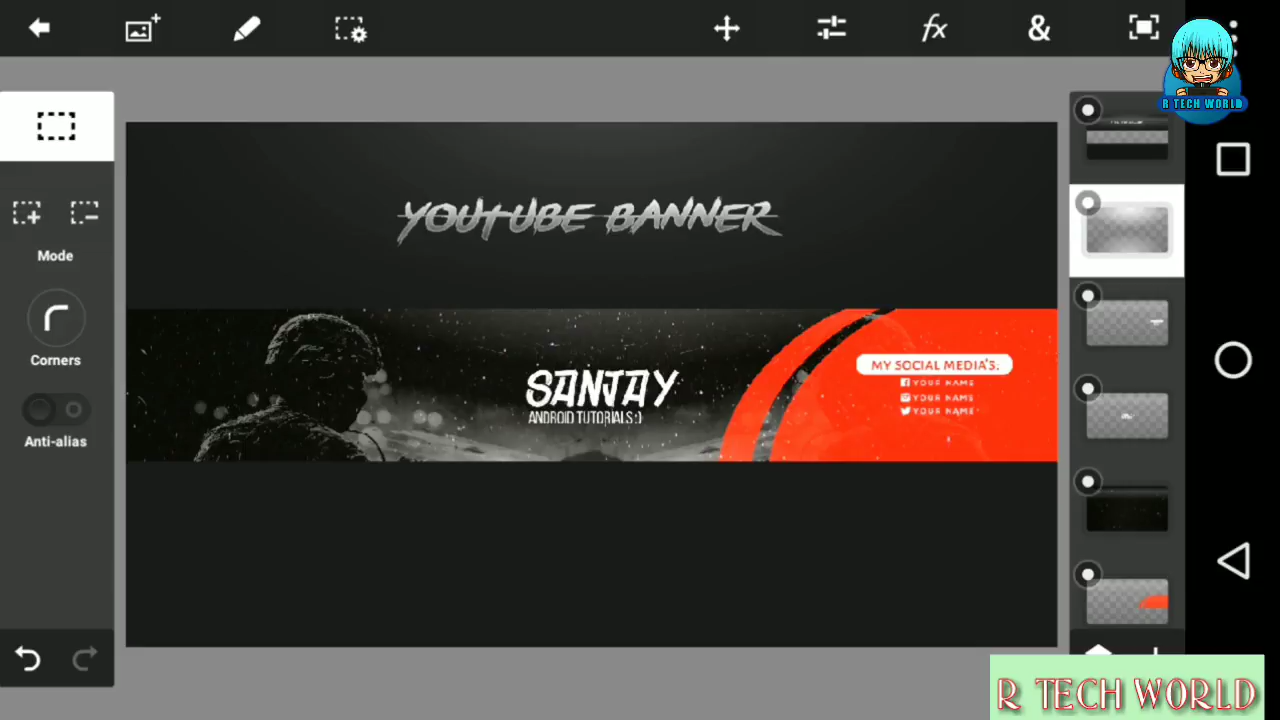 fx
&
R TECH WORLD
Mode
Corners
Anti-alias
YOUTUBE BANNER
SANJAY
ANDROID TUTORIALS:)
MY SOCIAL MEDIA'S:
YOUR NAME
YOUR NAME
YOUR NAME
R TECH WORLD